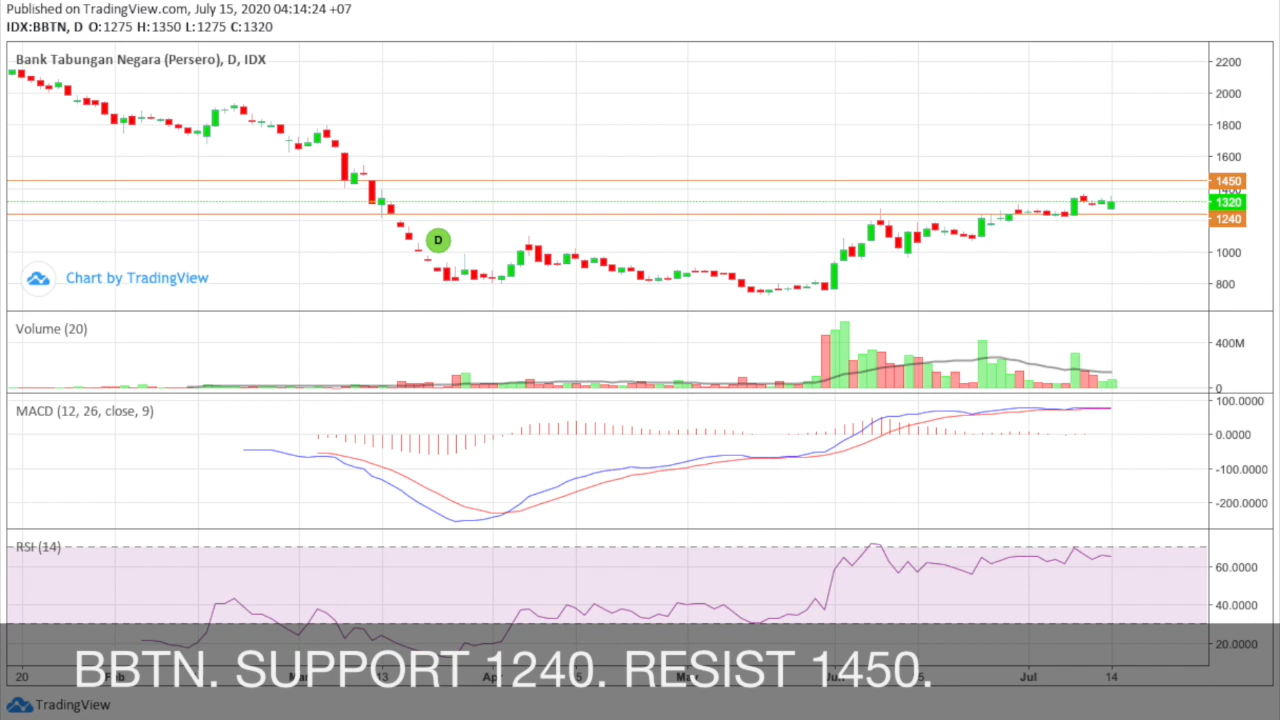 Published on TradingView.com, July 15, 2020 04:14:24 +07
IDX:BBTN, D O:1275 H:1350 L:1275 C:1320
Bank Tabungan Negara (Persero), D, IDX
2200
2000
1800
1600
1450
1400
1320
1240
1000
800
D
Chart by TradingView
Volume (20)
400M
0
MACD (12, 26, close, 9)
100.0000
0.0000
-100.0000
-200.0000
RSI (14)
60.0000
40.0000
20.0000
BBTN. SUPPORT 1240. RESIST 1450.
20 Feb Mar 13 Apr May Jun Jul 14
TradingView